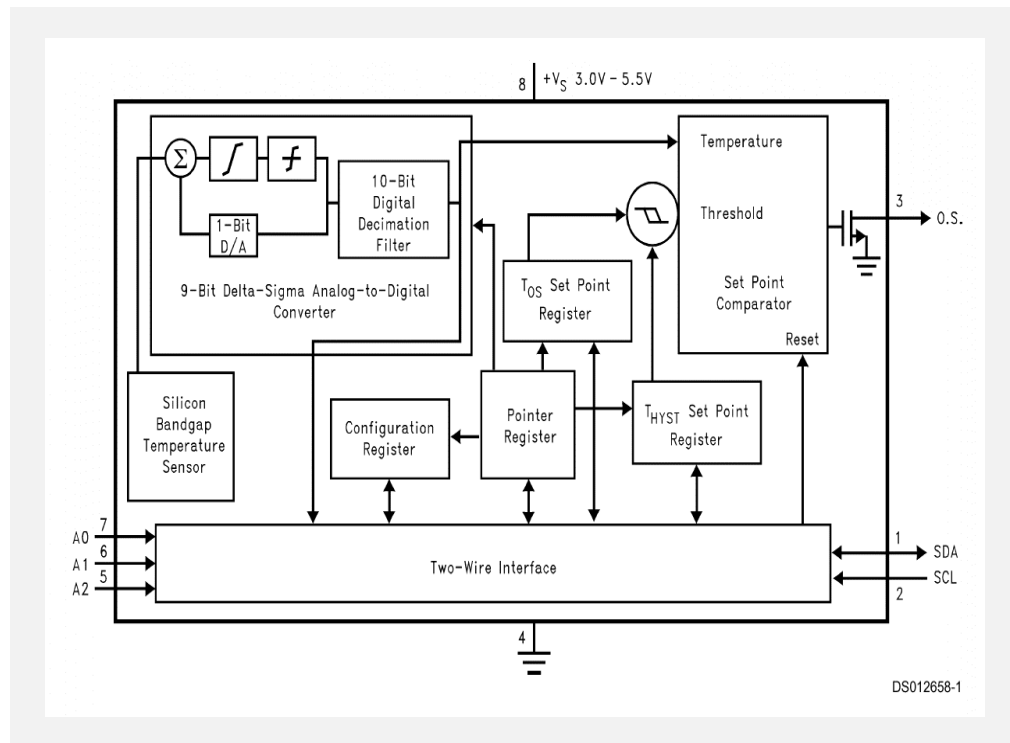 8
+VS 3.0V – 5.5V
Σ
∫
1-Bit
D/A
10-Bit
Digital
Decimation
Filter
9-Bit Delta-Sigma Analog-to-Digital
Converter
Temperature
Threshold
Set Point
Comparator
Reset
3
O.S.
TOS Set Point
Register
Silicon
Bandgap
Temperature
Sensor
Configuration
Register
Pointer
Register
THYST Set Point
Register
A0
7
A1
6
A2
5
Two-Wire Interface
1
SDA
SCL
2
4
DS012658-1